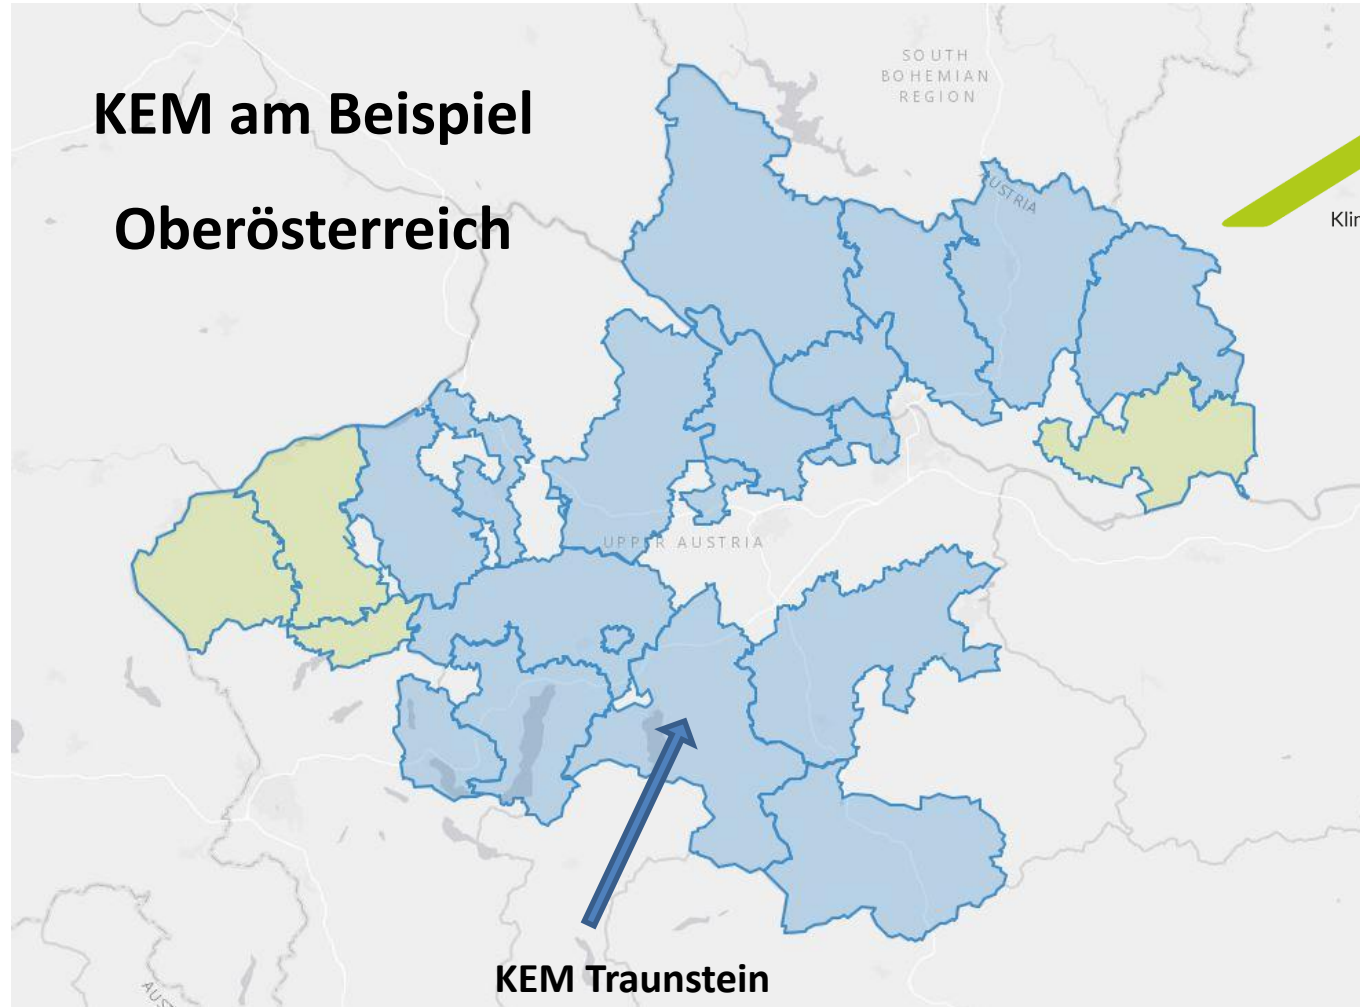 KEM am Beispiel
Oberösterreich
SOUTH
BOHEMIAN
REGION
AUSTRIA
UPPER AUSTRIA
KEM Traunstein